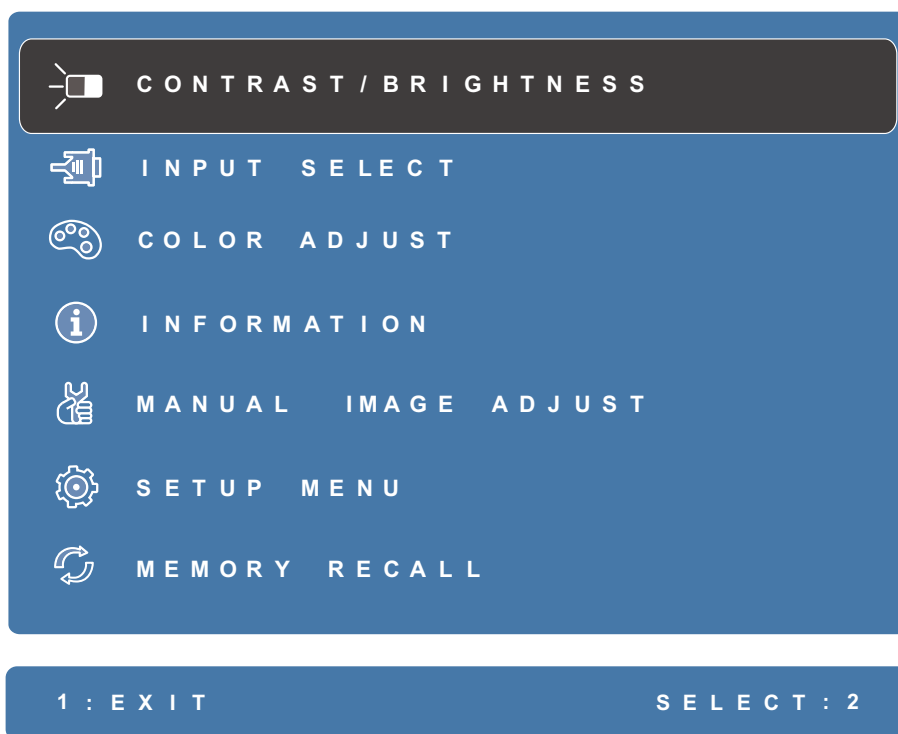 CONTRAST/BRIGHTNESS
INPUT SELECT
COLOR ADJUST
INFORMATION
MANUAL IMAGE ADJUST
SETUP MENU
MEMORY RECALL
1:EXIT SELECT:2